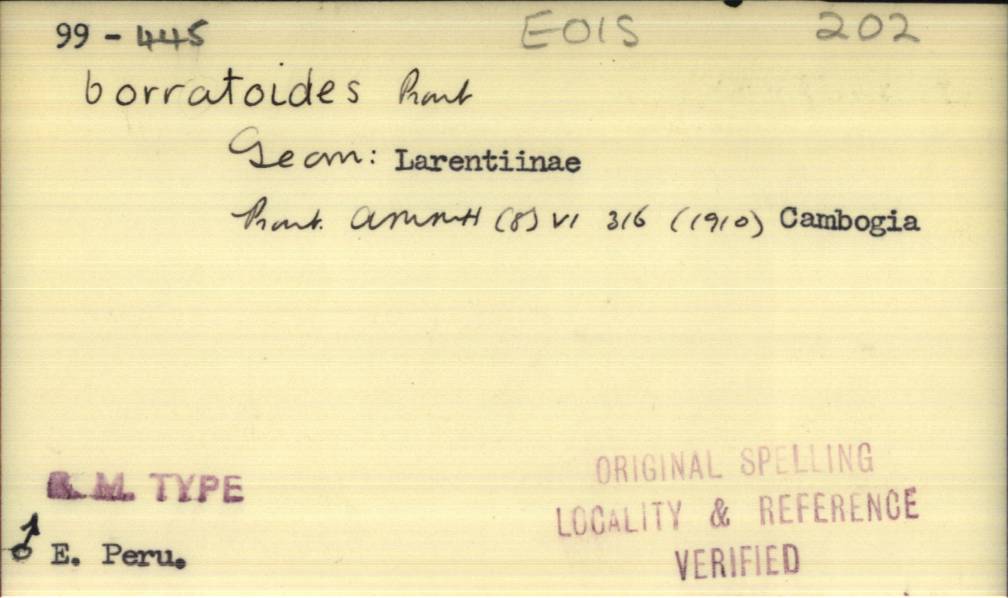 99 - 445 EOIS 202
borratoides Prout
Geom: Larentiinae
Prout. AMNH (8) VI 316 (1910) Cambogia
B. M. TYPE
ORIGINAL SPELLING
LOCALITY & REFERENCE
VERIFIED
♂ E. Peru.